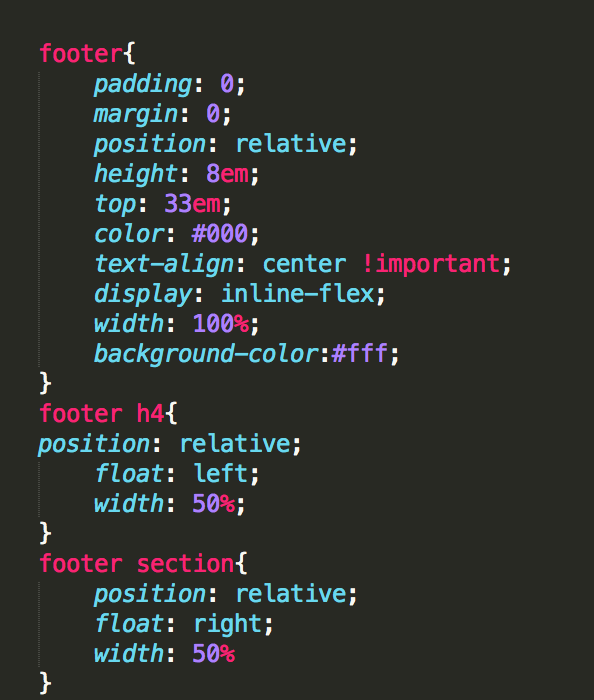 footer{
    padding: 0;
    margin: 0;
    position: relative;
    height: 8em;
    top: 33em;
    color: #000;
    text-align: center !important;
    display: inline-flex;
    width: 100%;
    background-color:#fff;
}
footer h4{
position: relative;
    float: left;
    width: 50%;
}
footer section{
    position: relative;
    float: right;
    width: 50%
}